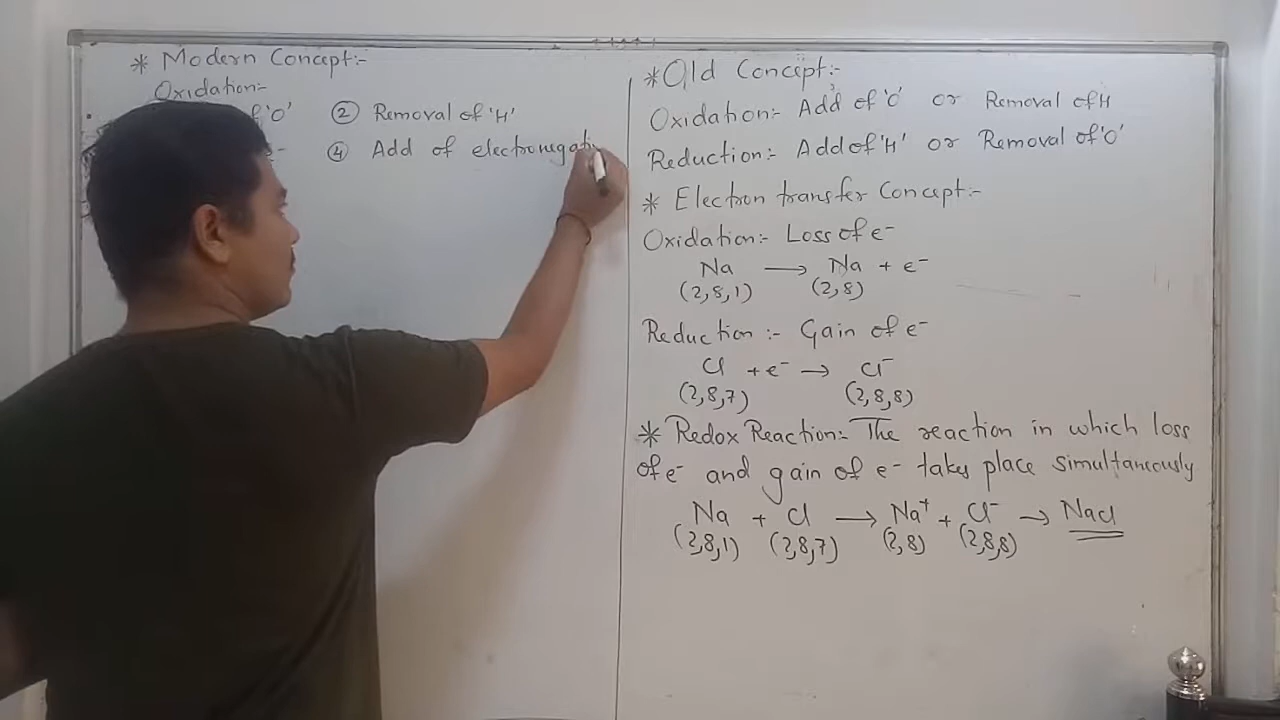 * Modern Concept:-
Oxidation:-
of 'O' ② Removal of 'H'
e- ④ Add of electronegati
*Old Concept:-
Oxidation:- Add of 'O' or Removal of H
Reduction:- Add of 'H' or Removal of 'O'
* Electron transfer Concept:-
Oxidation:- Loss of e-
Na ⟶ Na + e-
(2,8,1) (2,8)
Reduction :- Gain of e-
Cl + e- → Cl-
(2,8,7) (2,8,8)
* Redox Reaction:- The reaction in which loss
of e- and gain of e- takes place simultaneously
Na + Cl ⟶ Na+ + Cl- → NaCl
(2,8,1) (2,8,7) (2,8) (2,8,8)